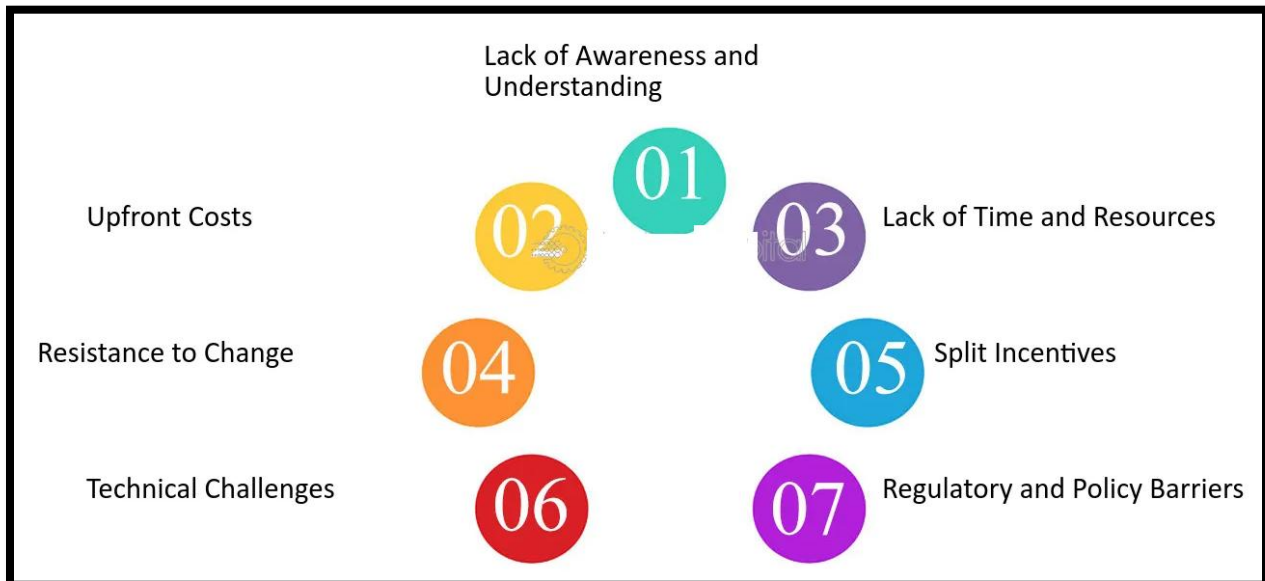 Lack of Awareness and
Understanding
01
Upfront Costs
02
03
Lack of Time and Resources
Resistance to Change
04
05
Split Incentives
Technical Challenges
06
07
Regulatory and Policy Barriers